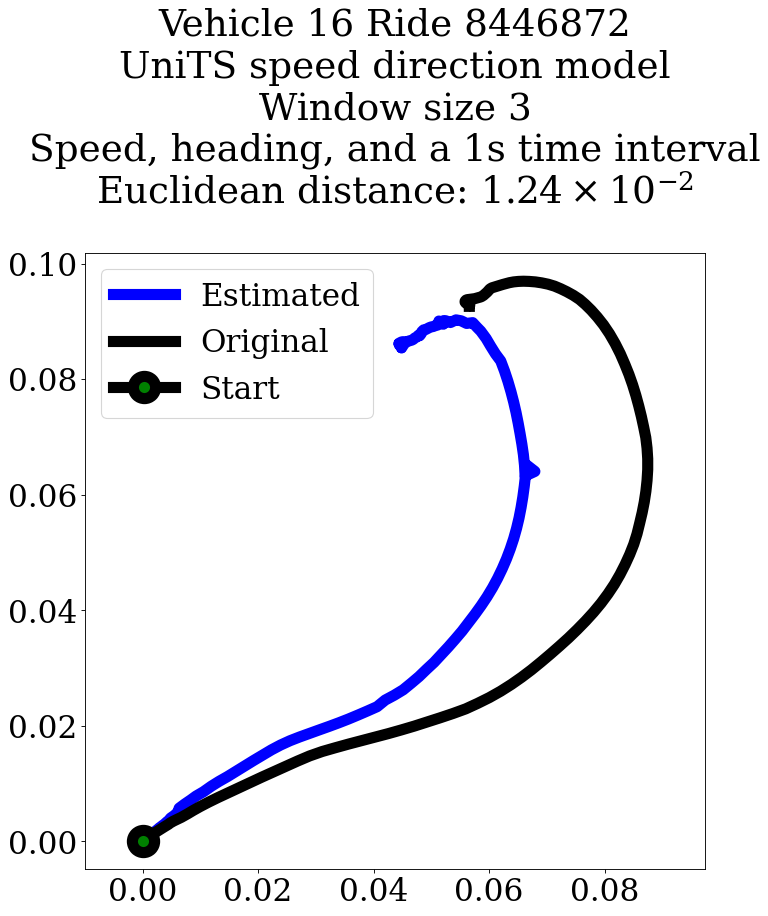 Vehicle 16 Ride 8446872
UniTS speed direction model
Window size 3
Speed, heading, and a 1s time interval
Euclidean distance: 1.24 × 10⁻²
0.10
Estimated
Original
Start
0.08
0.06
0.04
0.02
0.00
0.00 0.02 0.04 0.06 0.08